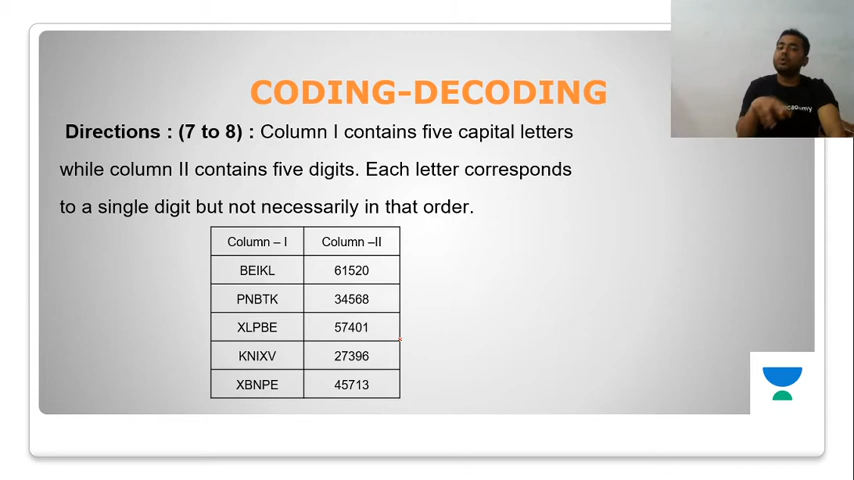 CODING-DECODING
Directions : (7 to 8) : Column I contains five capital letters
while column II contains five digits. Each letter corresponds
to a single digit but not necessarily in that order.
Column – I Column –II
BEIKL 61520
PNBTK 34568
XLPBE 57401
KNIXV 27396
XBNPE 45713